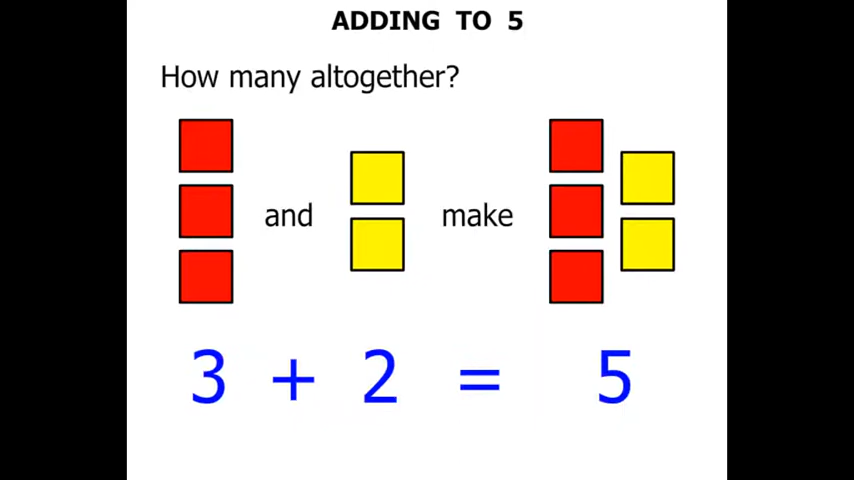 ADDING TO 5
How many altogether?
and make
3 + 2 = 5